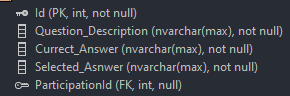 Id (PK, int, not null)
Question_Description (nvarchar(max), not null)
Currect_Answer (nvarchar(max), not null)
Selected_Asnwer (nvarchar(max), not null)
ParticipationId (FK, int, null)